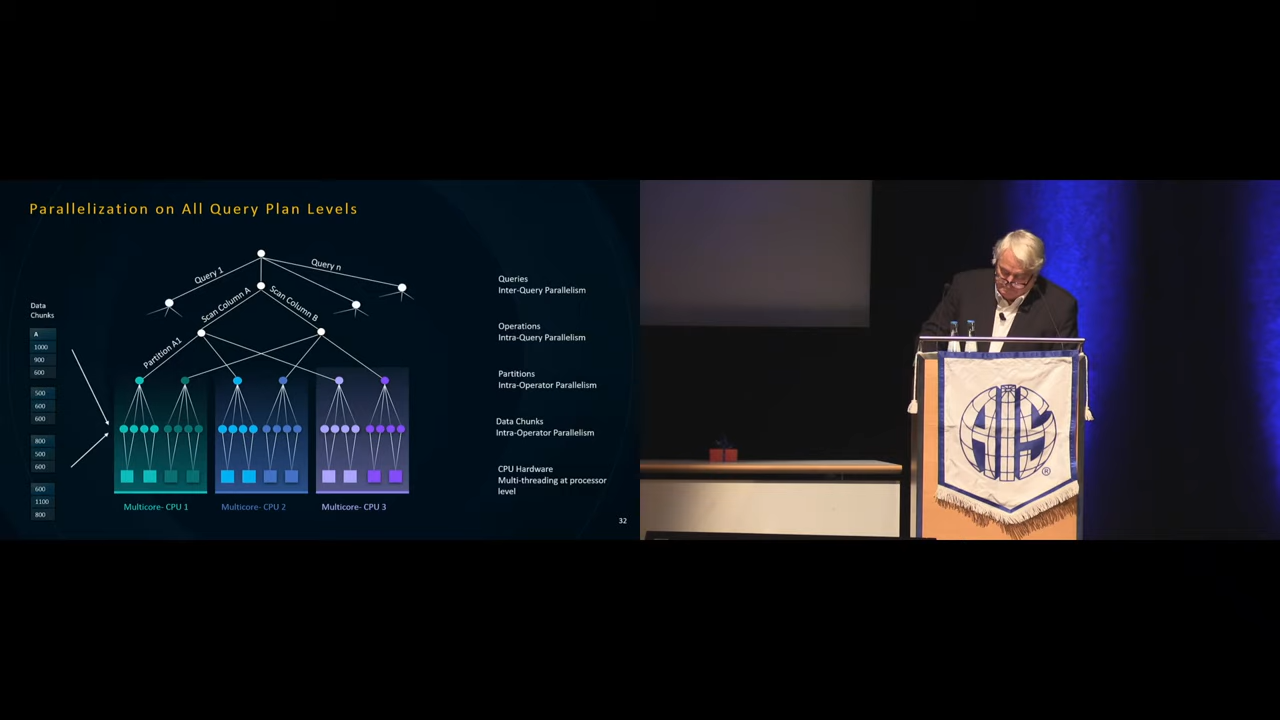 Parallelization on All Query Plan Levels
Query 1
Query n
Scan Column A
Scan Column B
Partition A1
Data
Chunks
A
1000
900
600
500
600
600
800
500
600
600
1100
800
Multicore- CPU 1
Multicore- CPU 2
Multicore- CPU 3
Queries
Inter-Query Parallelism
Operations
Intra-Query Parallelism
Partitions
Intra-Operator Parallelism
Data Chunks
Intra-Operator Parallelism
CPU Hardware
Multi-threading at processor
level
32
®